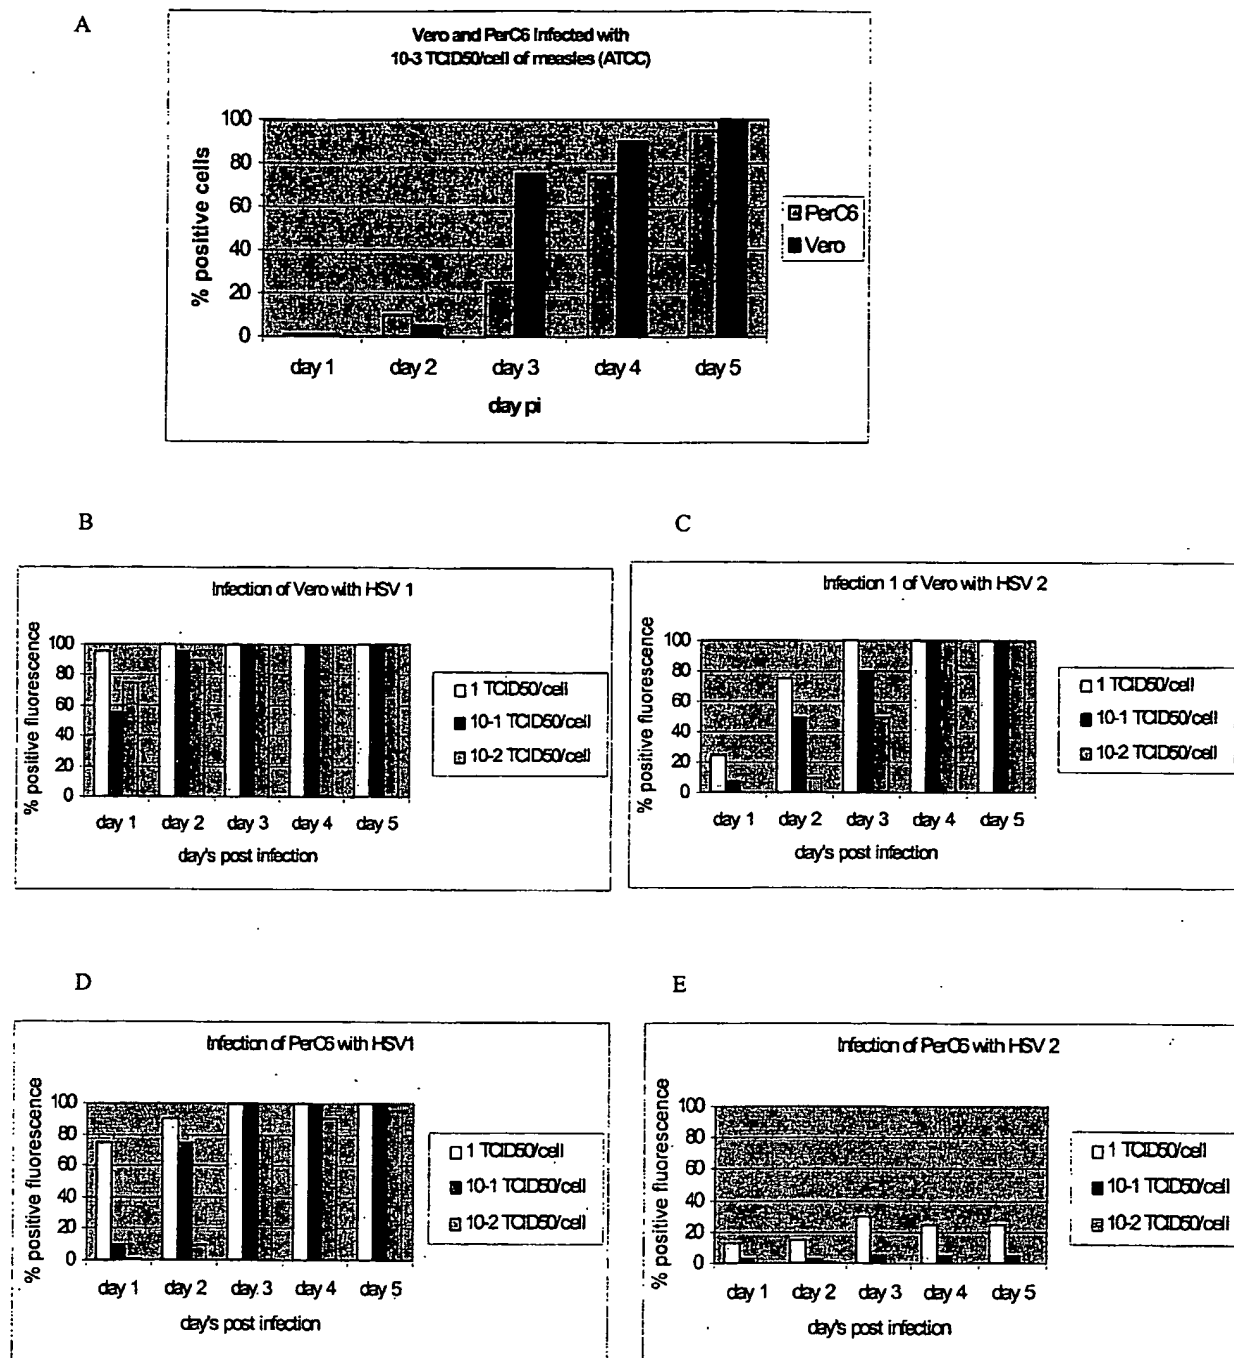 A
Vero and PerC6 Infected with
10-3 TCID50/cell of measles (ATCC)
% positive cells
100
80
60
40
20
0
day 1 day 2 day 3 day 4 day 5
day pi
PerC6
Vero
B
Infection of Vero with HSV 1
% positive fluorescence
100
80
60
40
20
0
day 1 day 2 day 3 day 4 day 5
day's post infection
1 TCID50/cell
10-1 TCID50/cell
10-2 TCID50/cell
C
Infection 1 of Vero with HSV 2
% positive fluorescence
100
80
60
40
20
0
day 1 day 2 day 3 day 4 day 5
day's post infection
1 TCID50/cell
10-1 TCID50/cell
10-2 TCID50/cell
D
Infection of PerC6 with HSV1
% positive fluorescence
100
80
60
40
20
0
day 1 day 2 day. 3 day 4 day 5
day's post infection
1 TCID50/cell
10-1 TCID50/cell
10-2 TCID50/cell
E
Infection of PerC6 with HSV 2
% positive fluorescence
100
80
60
40
20
0
day 1 day 2 day 3 day 4 day 5
day's post infection
1 TCID50/cell
10-1 TCID50/cell
10-2 TCID50/cell